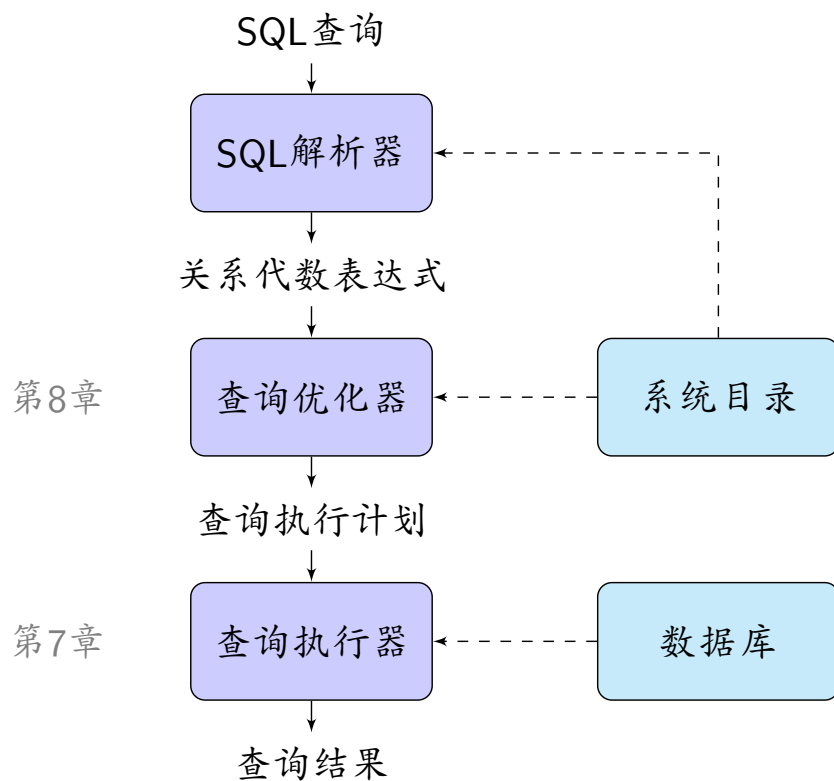 SQL查询
SQL解析器
关系代数表达式
第8章
查询优化器
系统目录
查询执行计划
第7章
查询执行器
数据库
查询结果